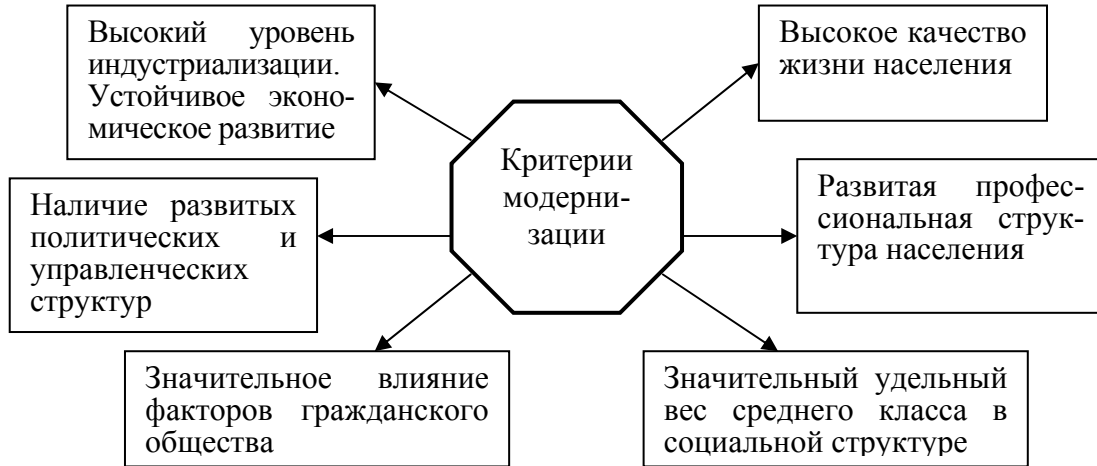 Высокий уровень
индустриализации.
Устойчивое эконо-
мическое развитие
Высокое качество
жизни населения
Критерии
модерни-
зации
Наличие развитых
политических и
управленческих
структур
Развитая профес-
сиональная струк-
тура населения
Значительное влияние
факторов гражданского
общества
Значительный удельный
вес среднего класса в
социальной структуре